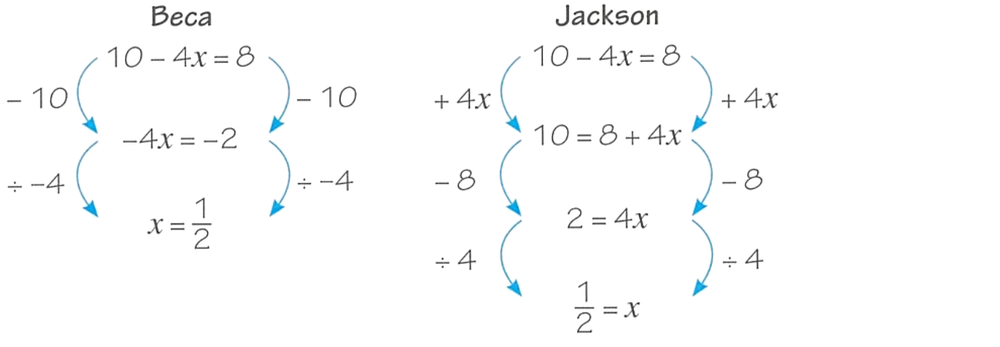 Beca
10 – 4x = 8
– 10
– 10
–4x = –2
÷ –4
÷ –4
x = 1/2
Jackson
10 – 4x = 8
+ 4x
+ 4x
10 = 8 + 4x
– 8
– 8
2 = 4x
÷ 4
÷ 4
1/2 = x